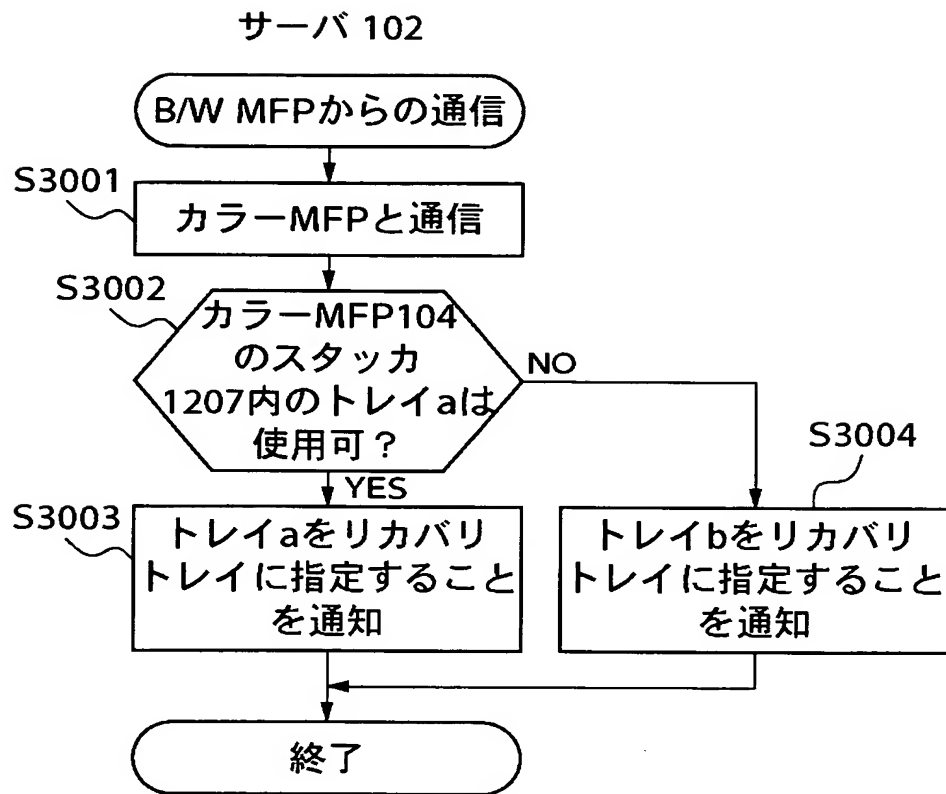 サーバ 102
B/W MFPからの通信
S3001
カラーMFPと通信
S3002
カラーMFP104
のスタッカ
1207内のトレイaは
使用可？
NO
YES
S3003
トレイaをリカバリ
トレイに指定すること
を通知
S3004
トレイbをリカバリ
トレイに指定すること
を通知
終了